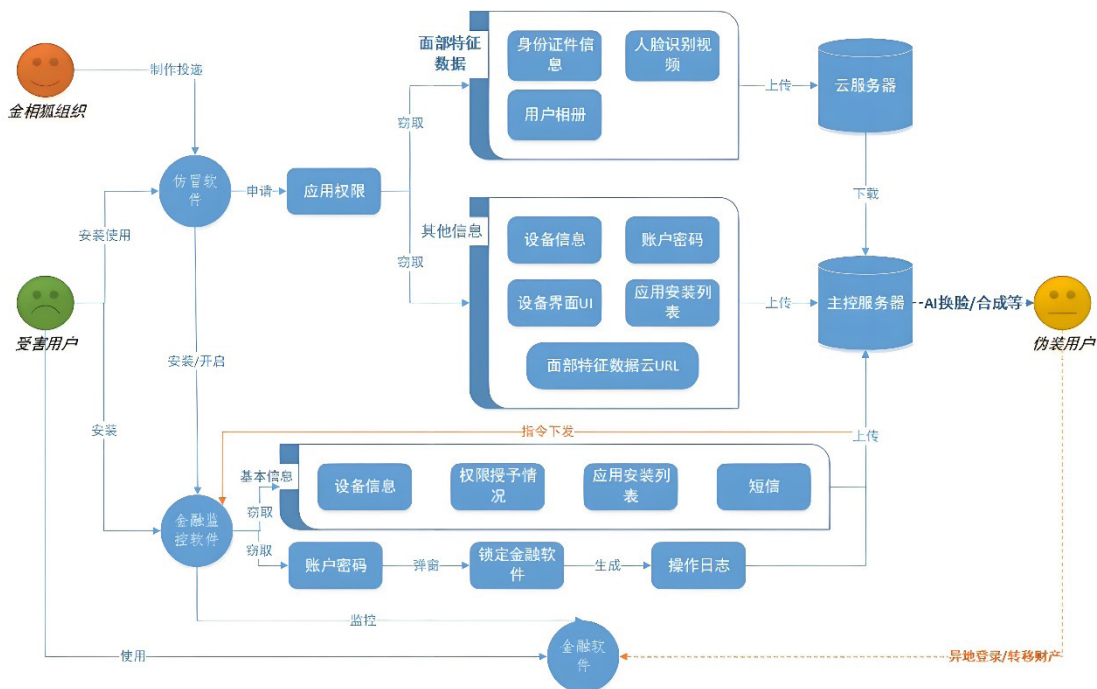 制作投递
金相狐组织
仿冒软
件
申请
应用权限
窃取
窃取
面部特征
数据
身份证件信
息
人脸识别视
频
用户相册
上传
云服务器
下载
其他信息
设备信息
账户密码
设备界面UI
应用安装列
表
面部特征数据云URL
上传
主控服务器
AI换脸/合成等
伪装用户
安装使用
受害用户
安装/开启
安装
指令下发
上传
基本信息
设备信息
权限授予情
况
应用安装列
表
短信
金融监
控软件
窃取
窃取
账户密码
弹窗
锁定金融软
件
生成
操作日志
监控
使用
金融软
件
异地登录/转移财产